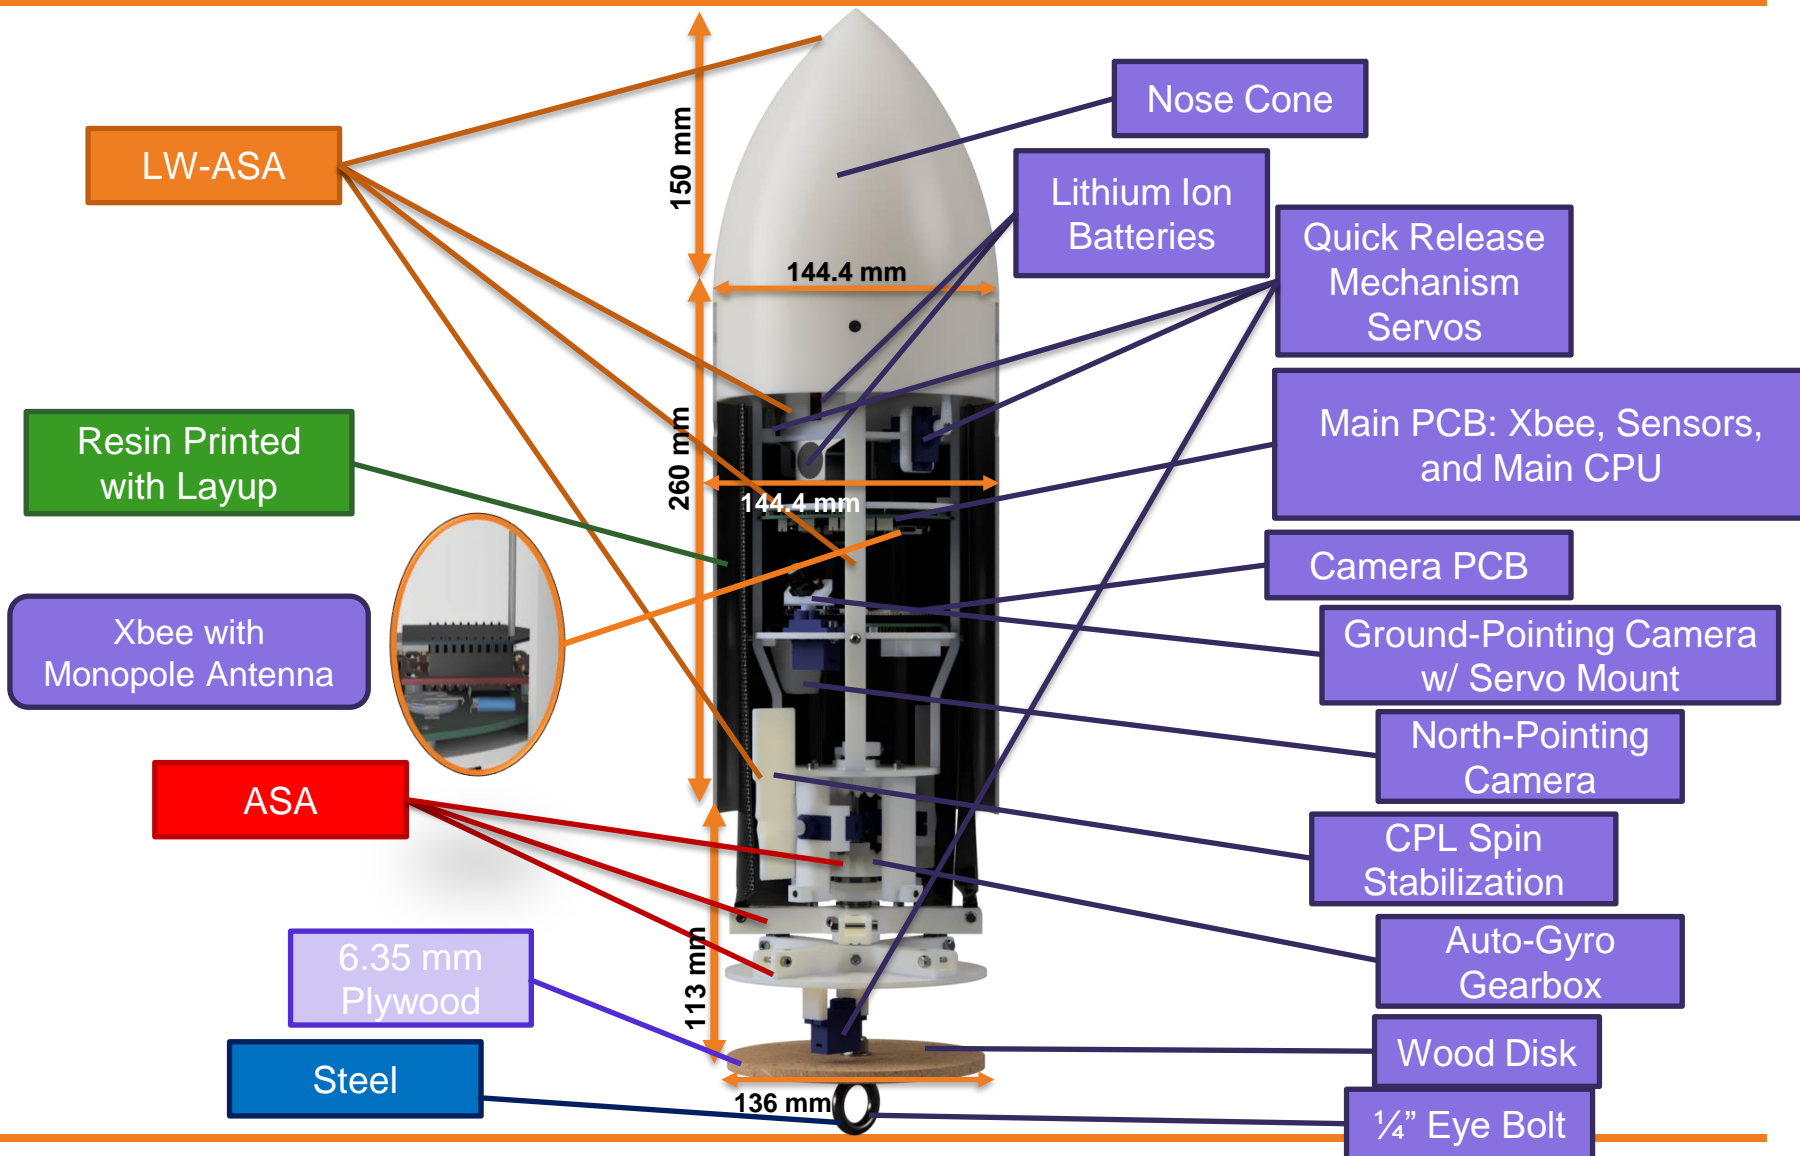 Nose Cone
150 mm
LW-ASA
Lithium Ion
Batteries
Quick Release
Mechanism
Servos
144.4 mm
Resin Printed
with Layup
260 mm
Main PCB: Xbee, Sensors,
and Main CPU
144.4 mm
Camera PCB
Xbee with
Monopole Antenna
Ground-Pointing Camera
w/ Servo Mount
North-Pointing
Camera
ASA
CPL Spin
Stabilization
6.35 mm
Plywood
113 mm
Auto-Gyro
Gearbox
Wood Disk
Steel
136 mm
¼” Eye Bolt